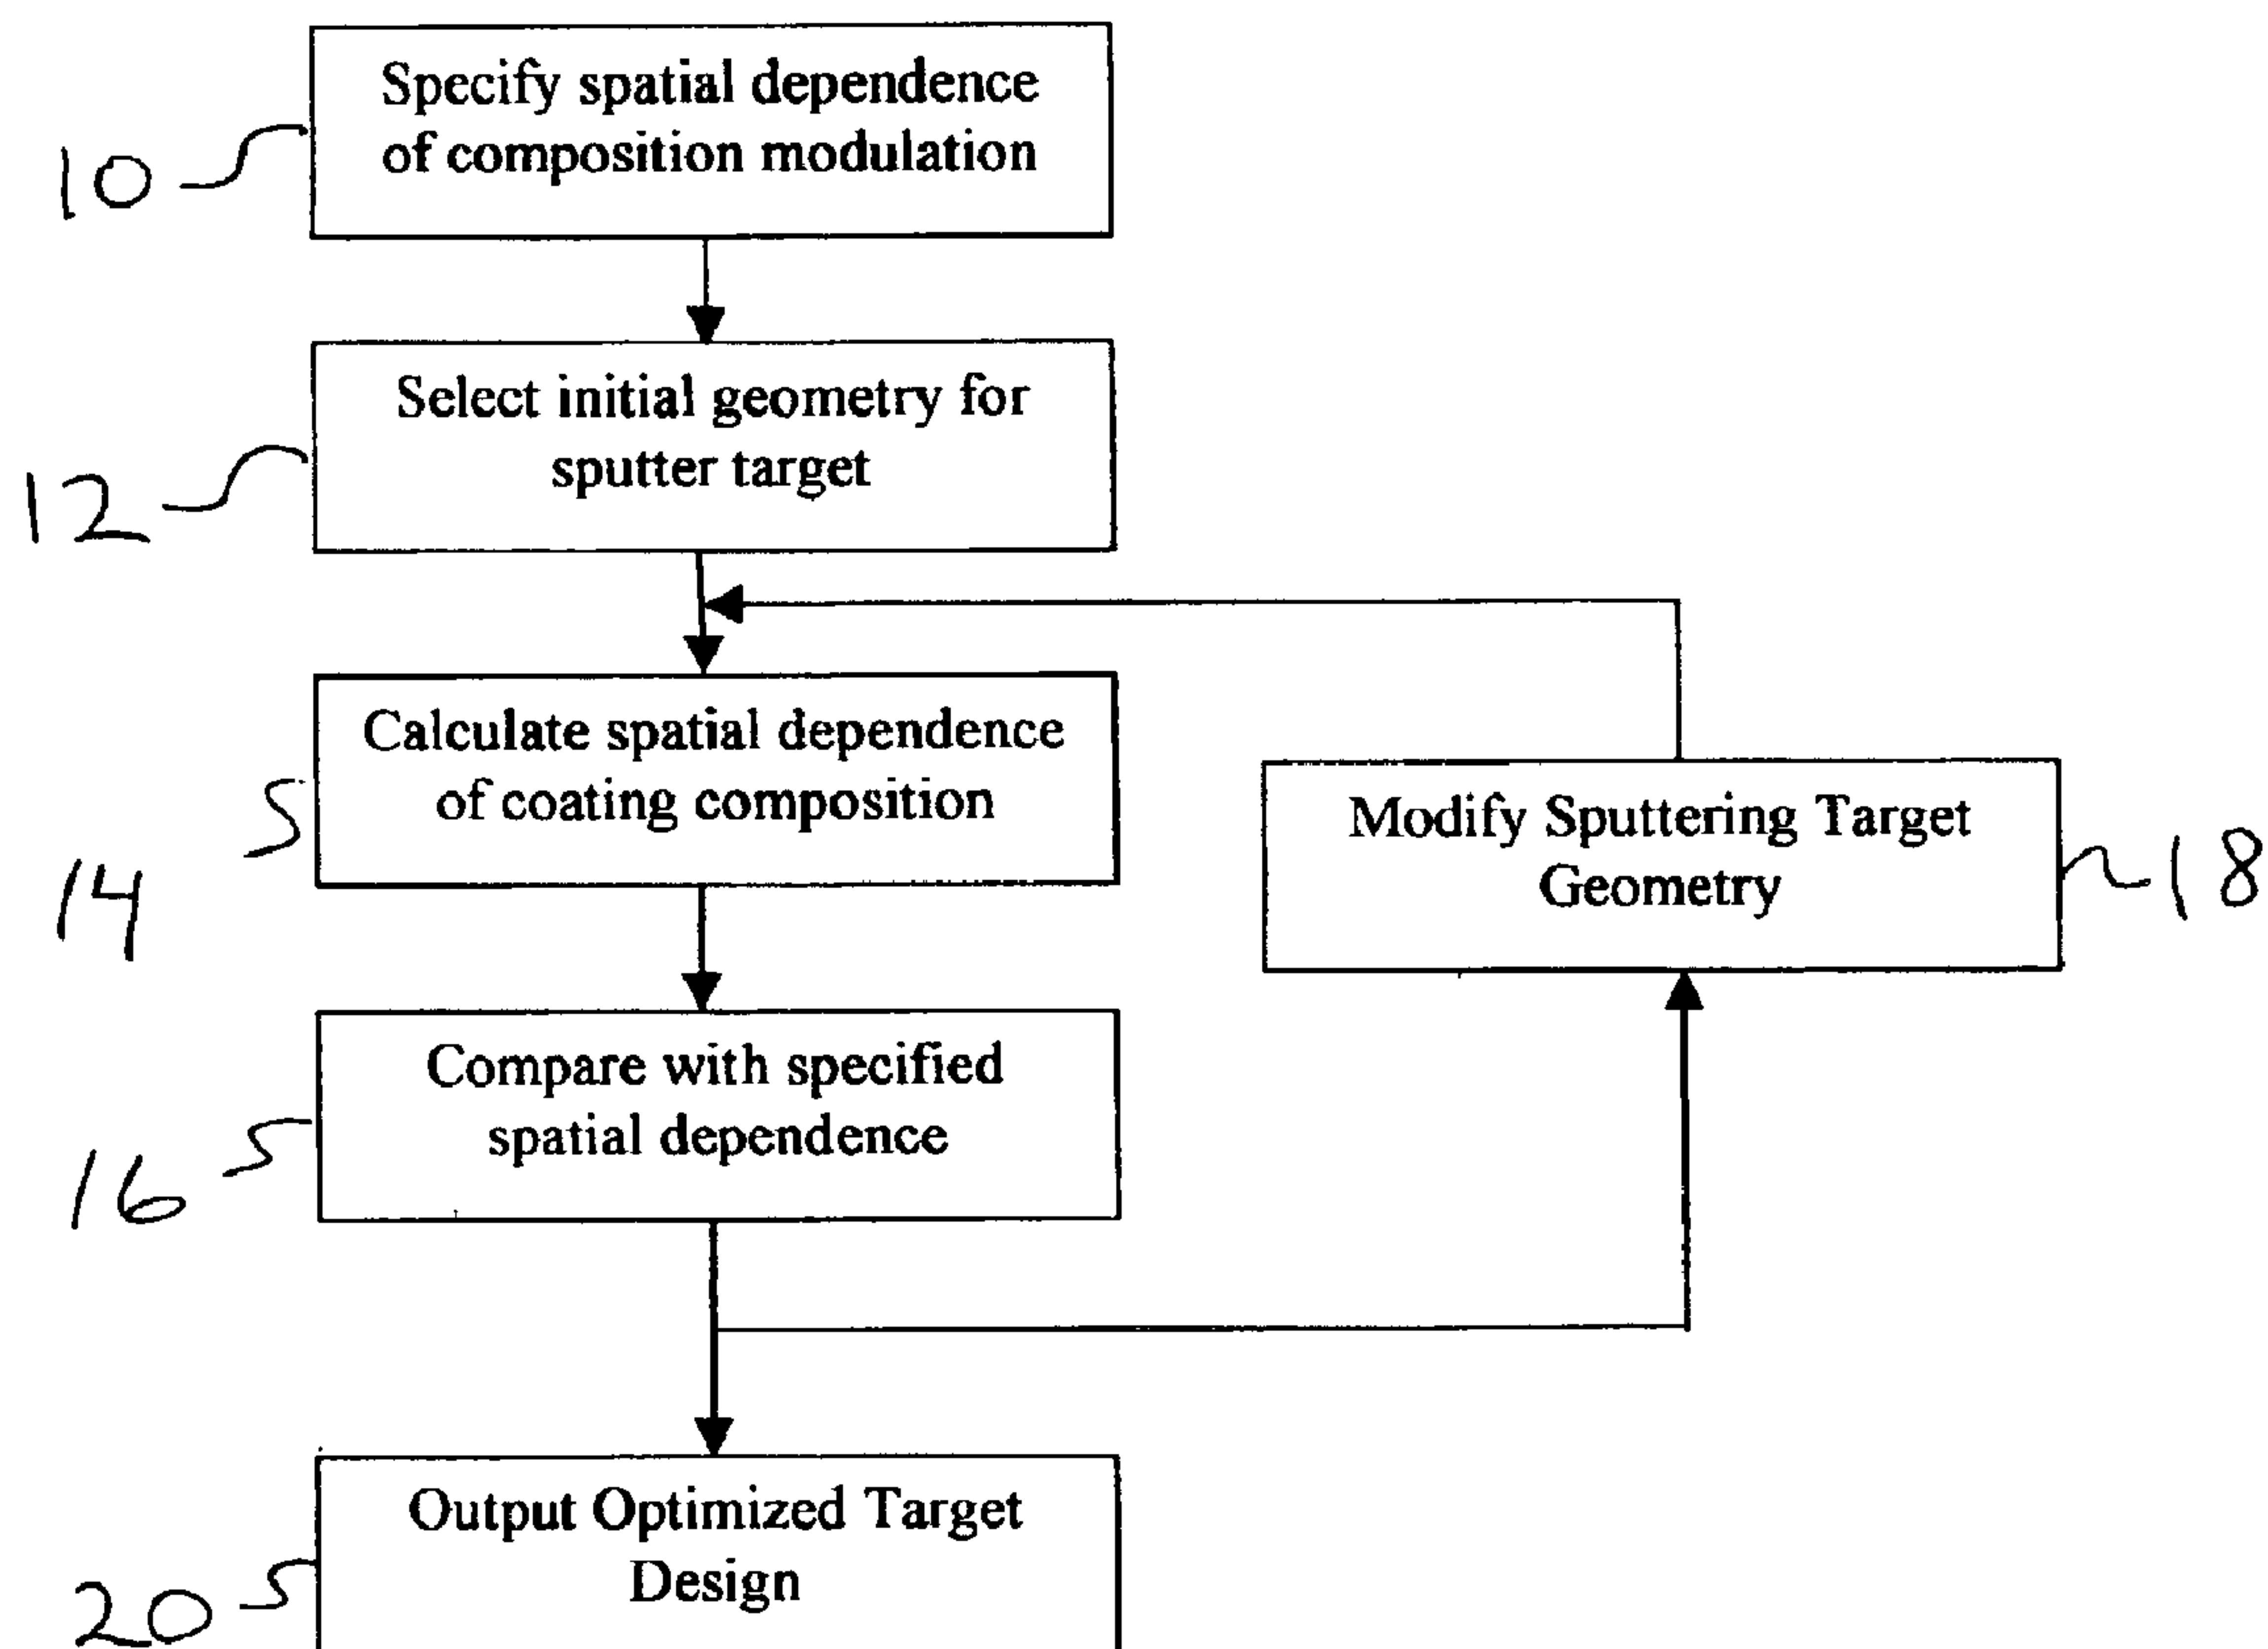 Specify spatial dependence
of composition modulation
10
Select initial geometry for
sputter target
12
Calculate spatial dependence
of coating composition
14
Modify Sputtering Target
Geometry
18
Compare with specified
spatial dependence
16
Output Optimized Target
Design
20